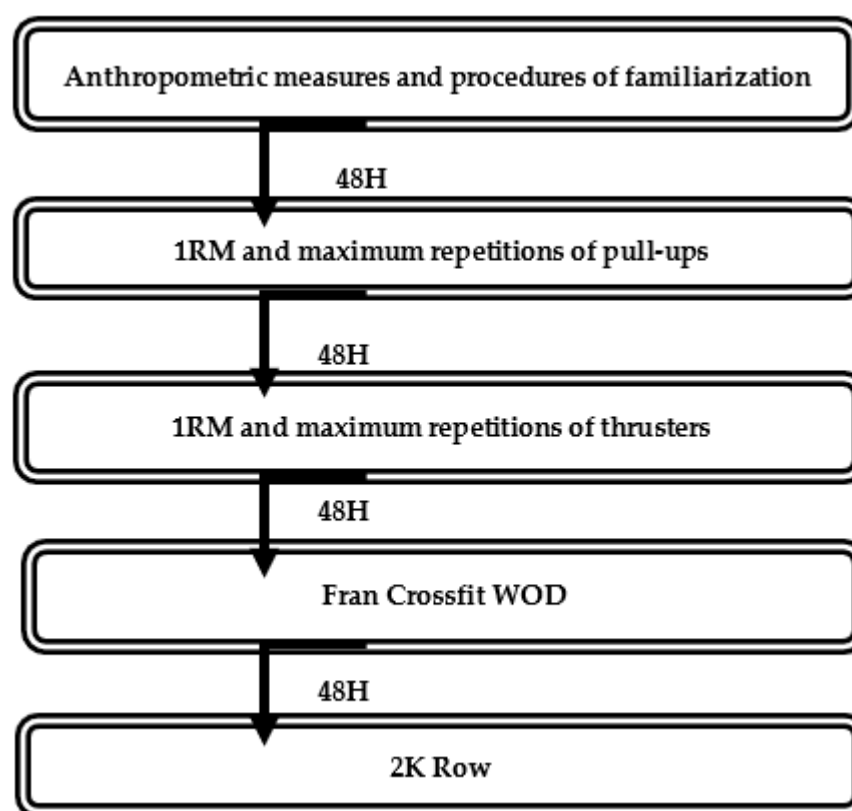 Anthropometric measures and procedures of familiarization
48H
1RM and maximum repetitions of pull-ups
48H
1RM and maximum repetitions of thrusters
48H
Fran Crossfit WOD
48H
2K Row